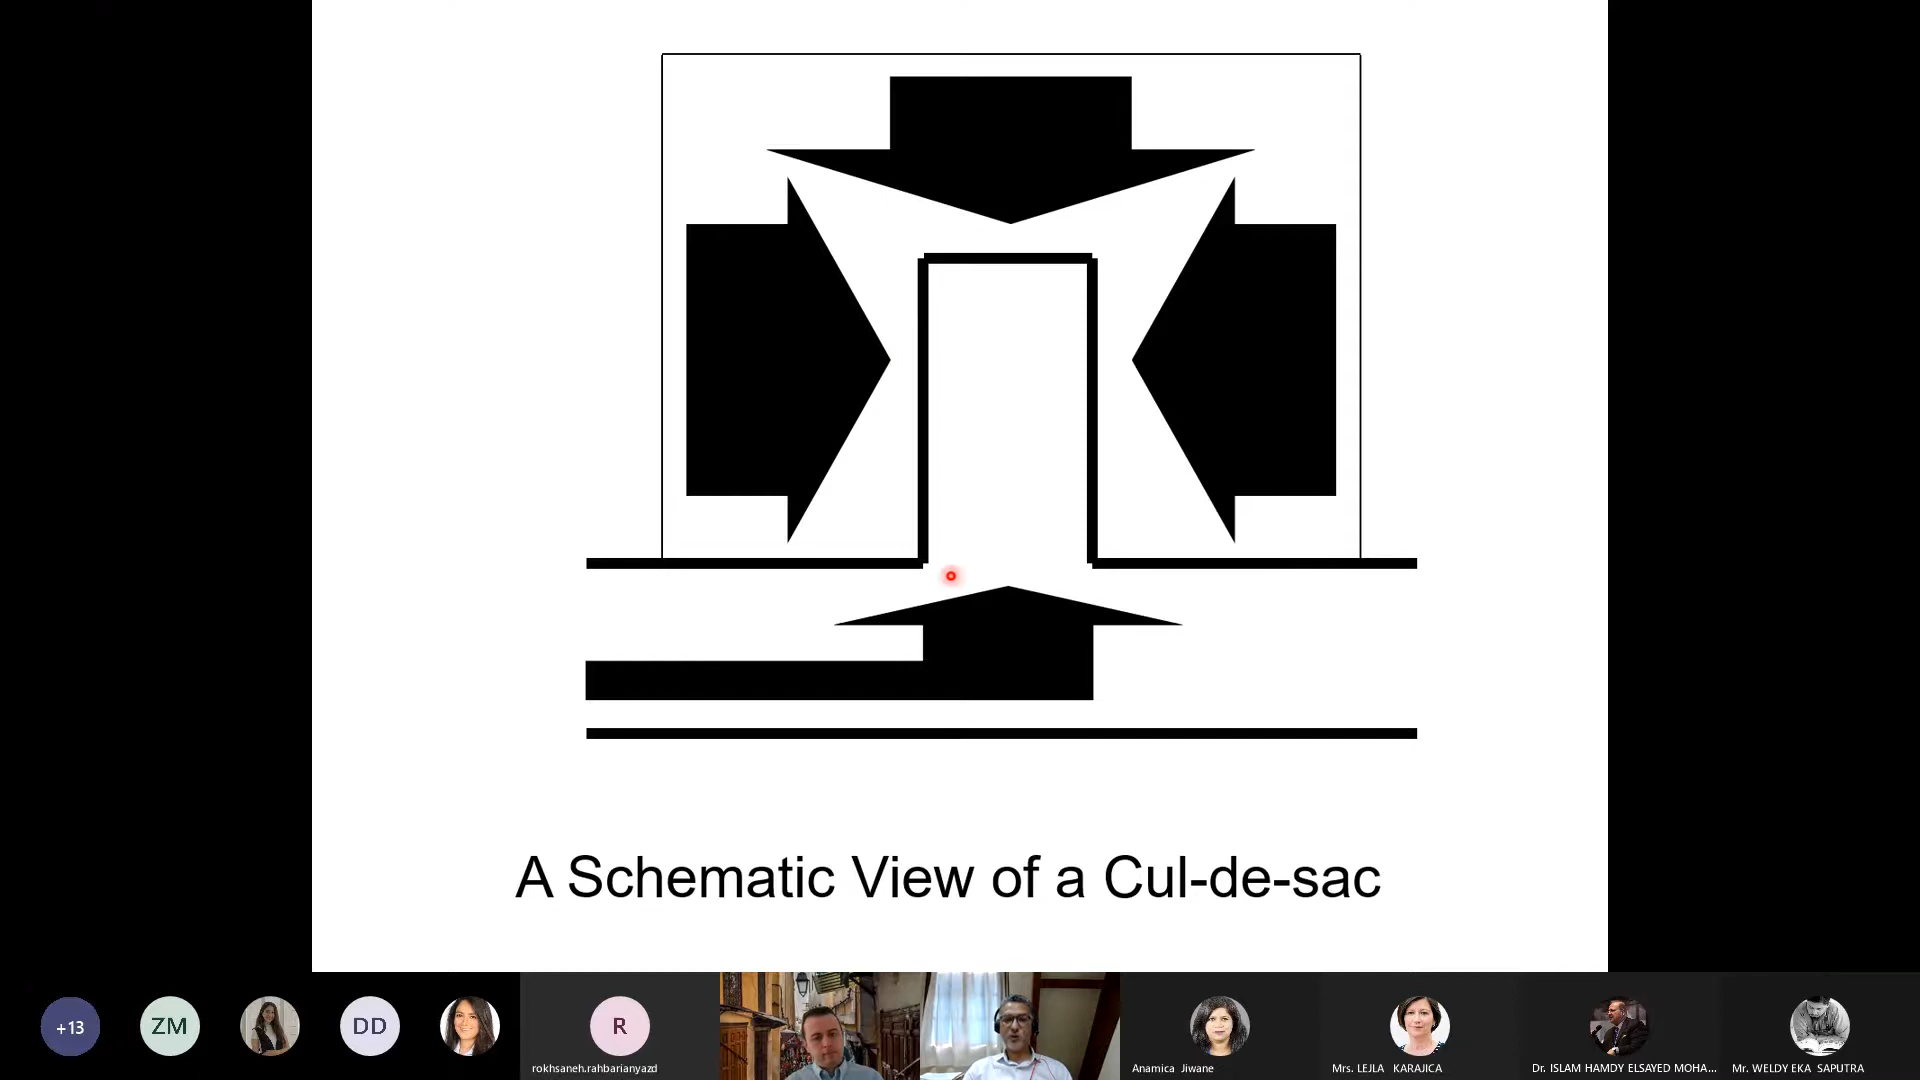 A Schematic View of a Cul-de-sac
+13
ZM
DD
R
rokhsaneh.rahbarianyazd
Anamica Jiwane
Mrs. LEJLA KARAJICA
Dr. ISLAM HAMDY ELSAYED MOHA...
Mr. WELDY EKA SAPUTRA